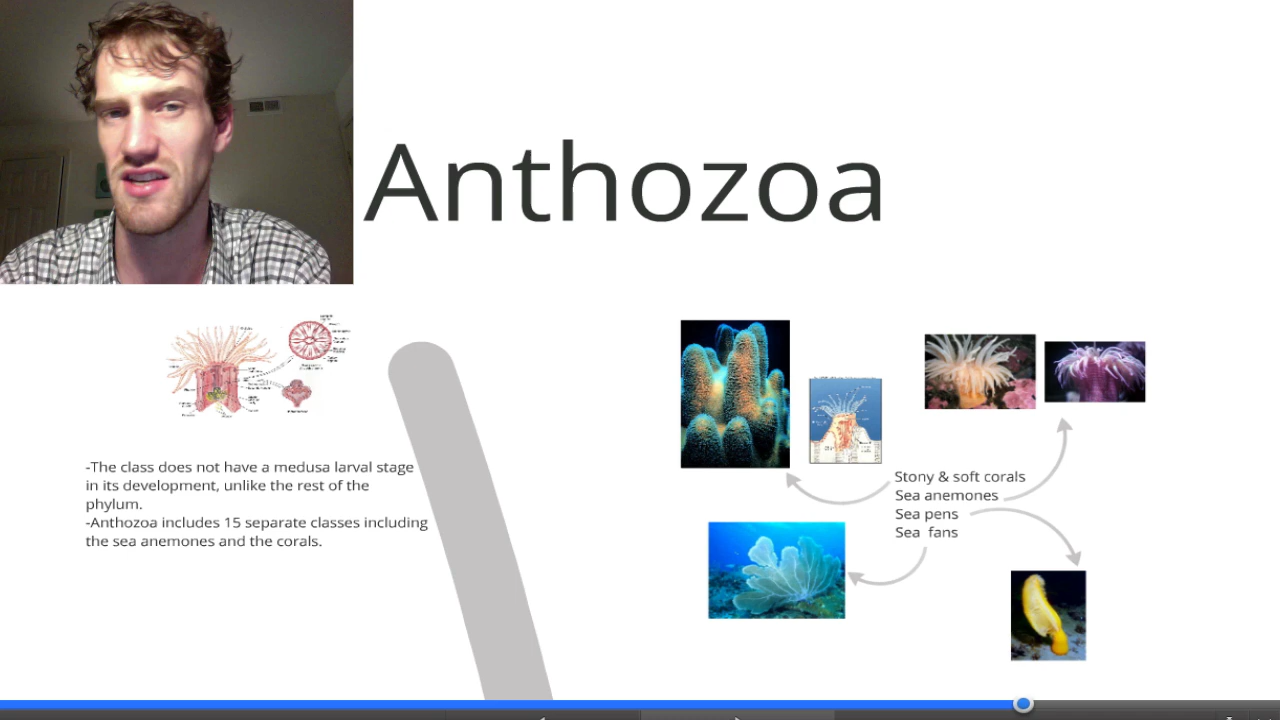 Anthozoa
-The class does not have a medusa larval stage
in its development, unlike the rest of the
phylum.
-Anthozoa includes 15 separate classes including
the sea anemones and the corals.
Stony & soft corals
Sea anemones
Sea pens
Sea fans